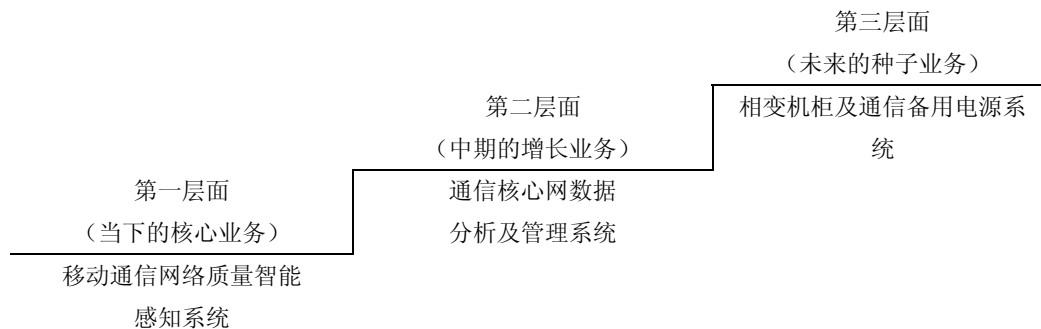 第三层面
（未来的种子业务）
相变机柜及通信备用电源系
统
第二层面
（中期的增长业务）
通信核心网数据
分析及管理系统
第一层面
（当下的核心业务）
移动通信网络质量智能
感知系统